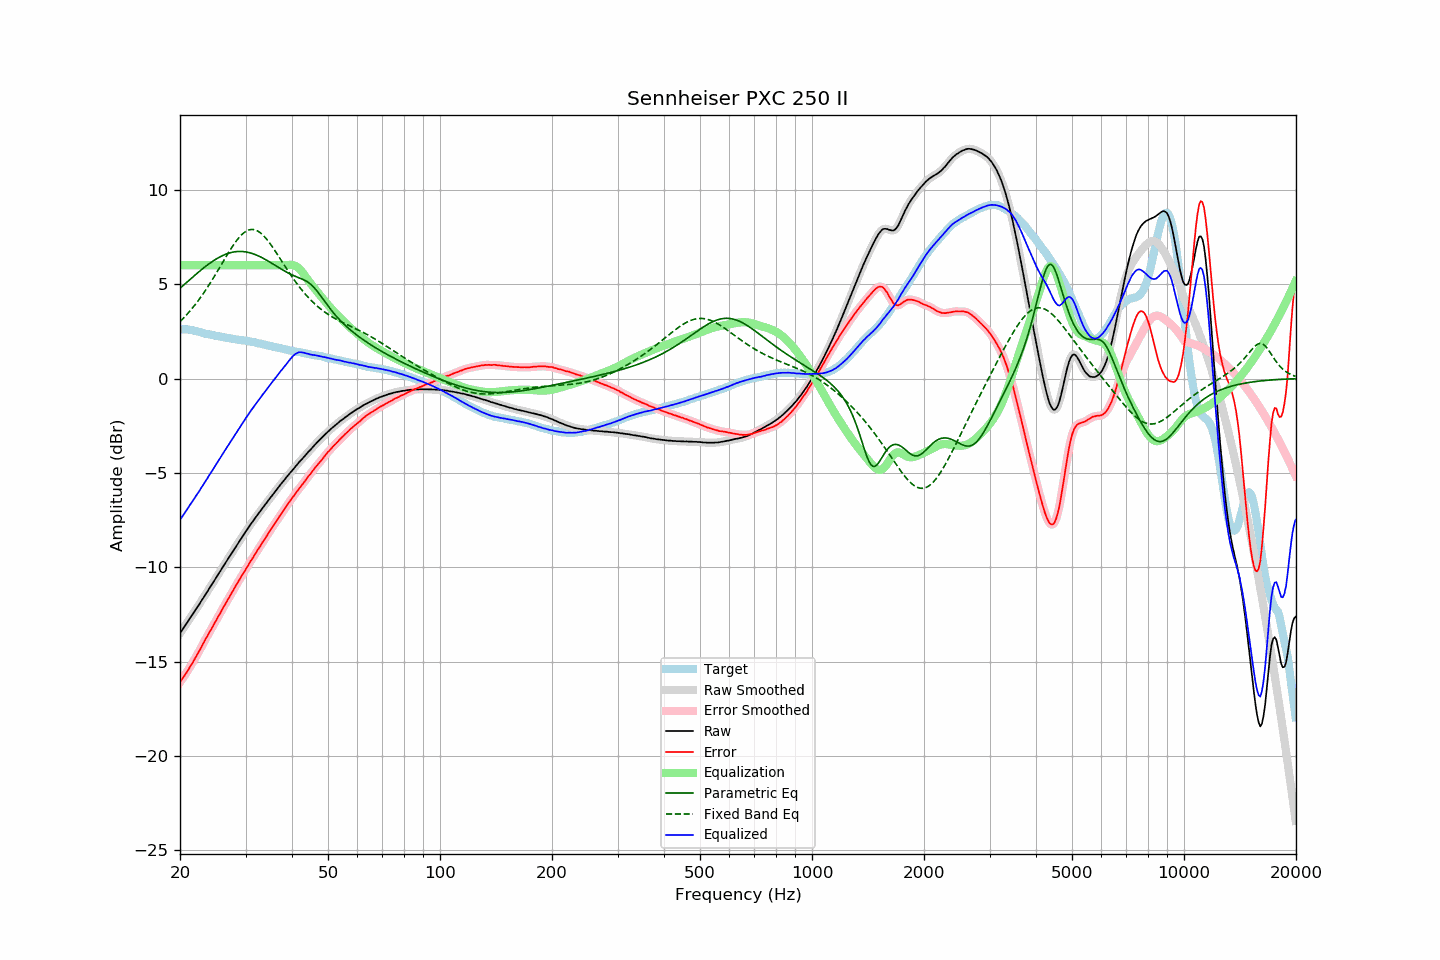 Sennheiser PXC 250 II
Amplitude (dBr)
10
5
0
−5
−10
−15
−20
−25
Target
Raw Smoothed
Error Smoothed
Raw
Error
Equalization
Parametric Eq
Fixed Band Eq
Equalized
20 50 100 200 500 1000 2000 5000 10000 20000
Frequency (Hz)